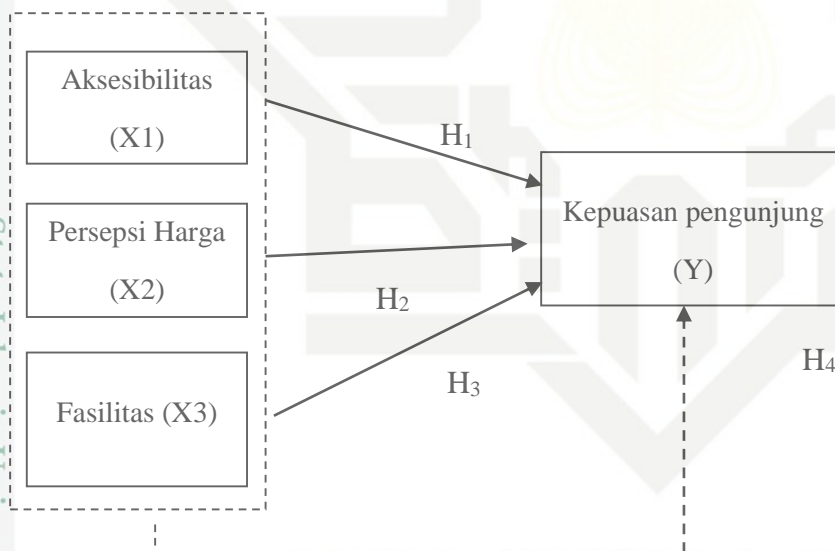 Aksesibilitas
(X1)
H1
Persepsi Harga
(X2)
H2
Fasilitas (X3)
H3
Kepuasan pengunjung
(Y)
H4